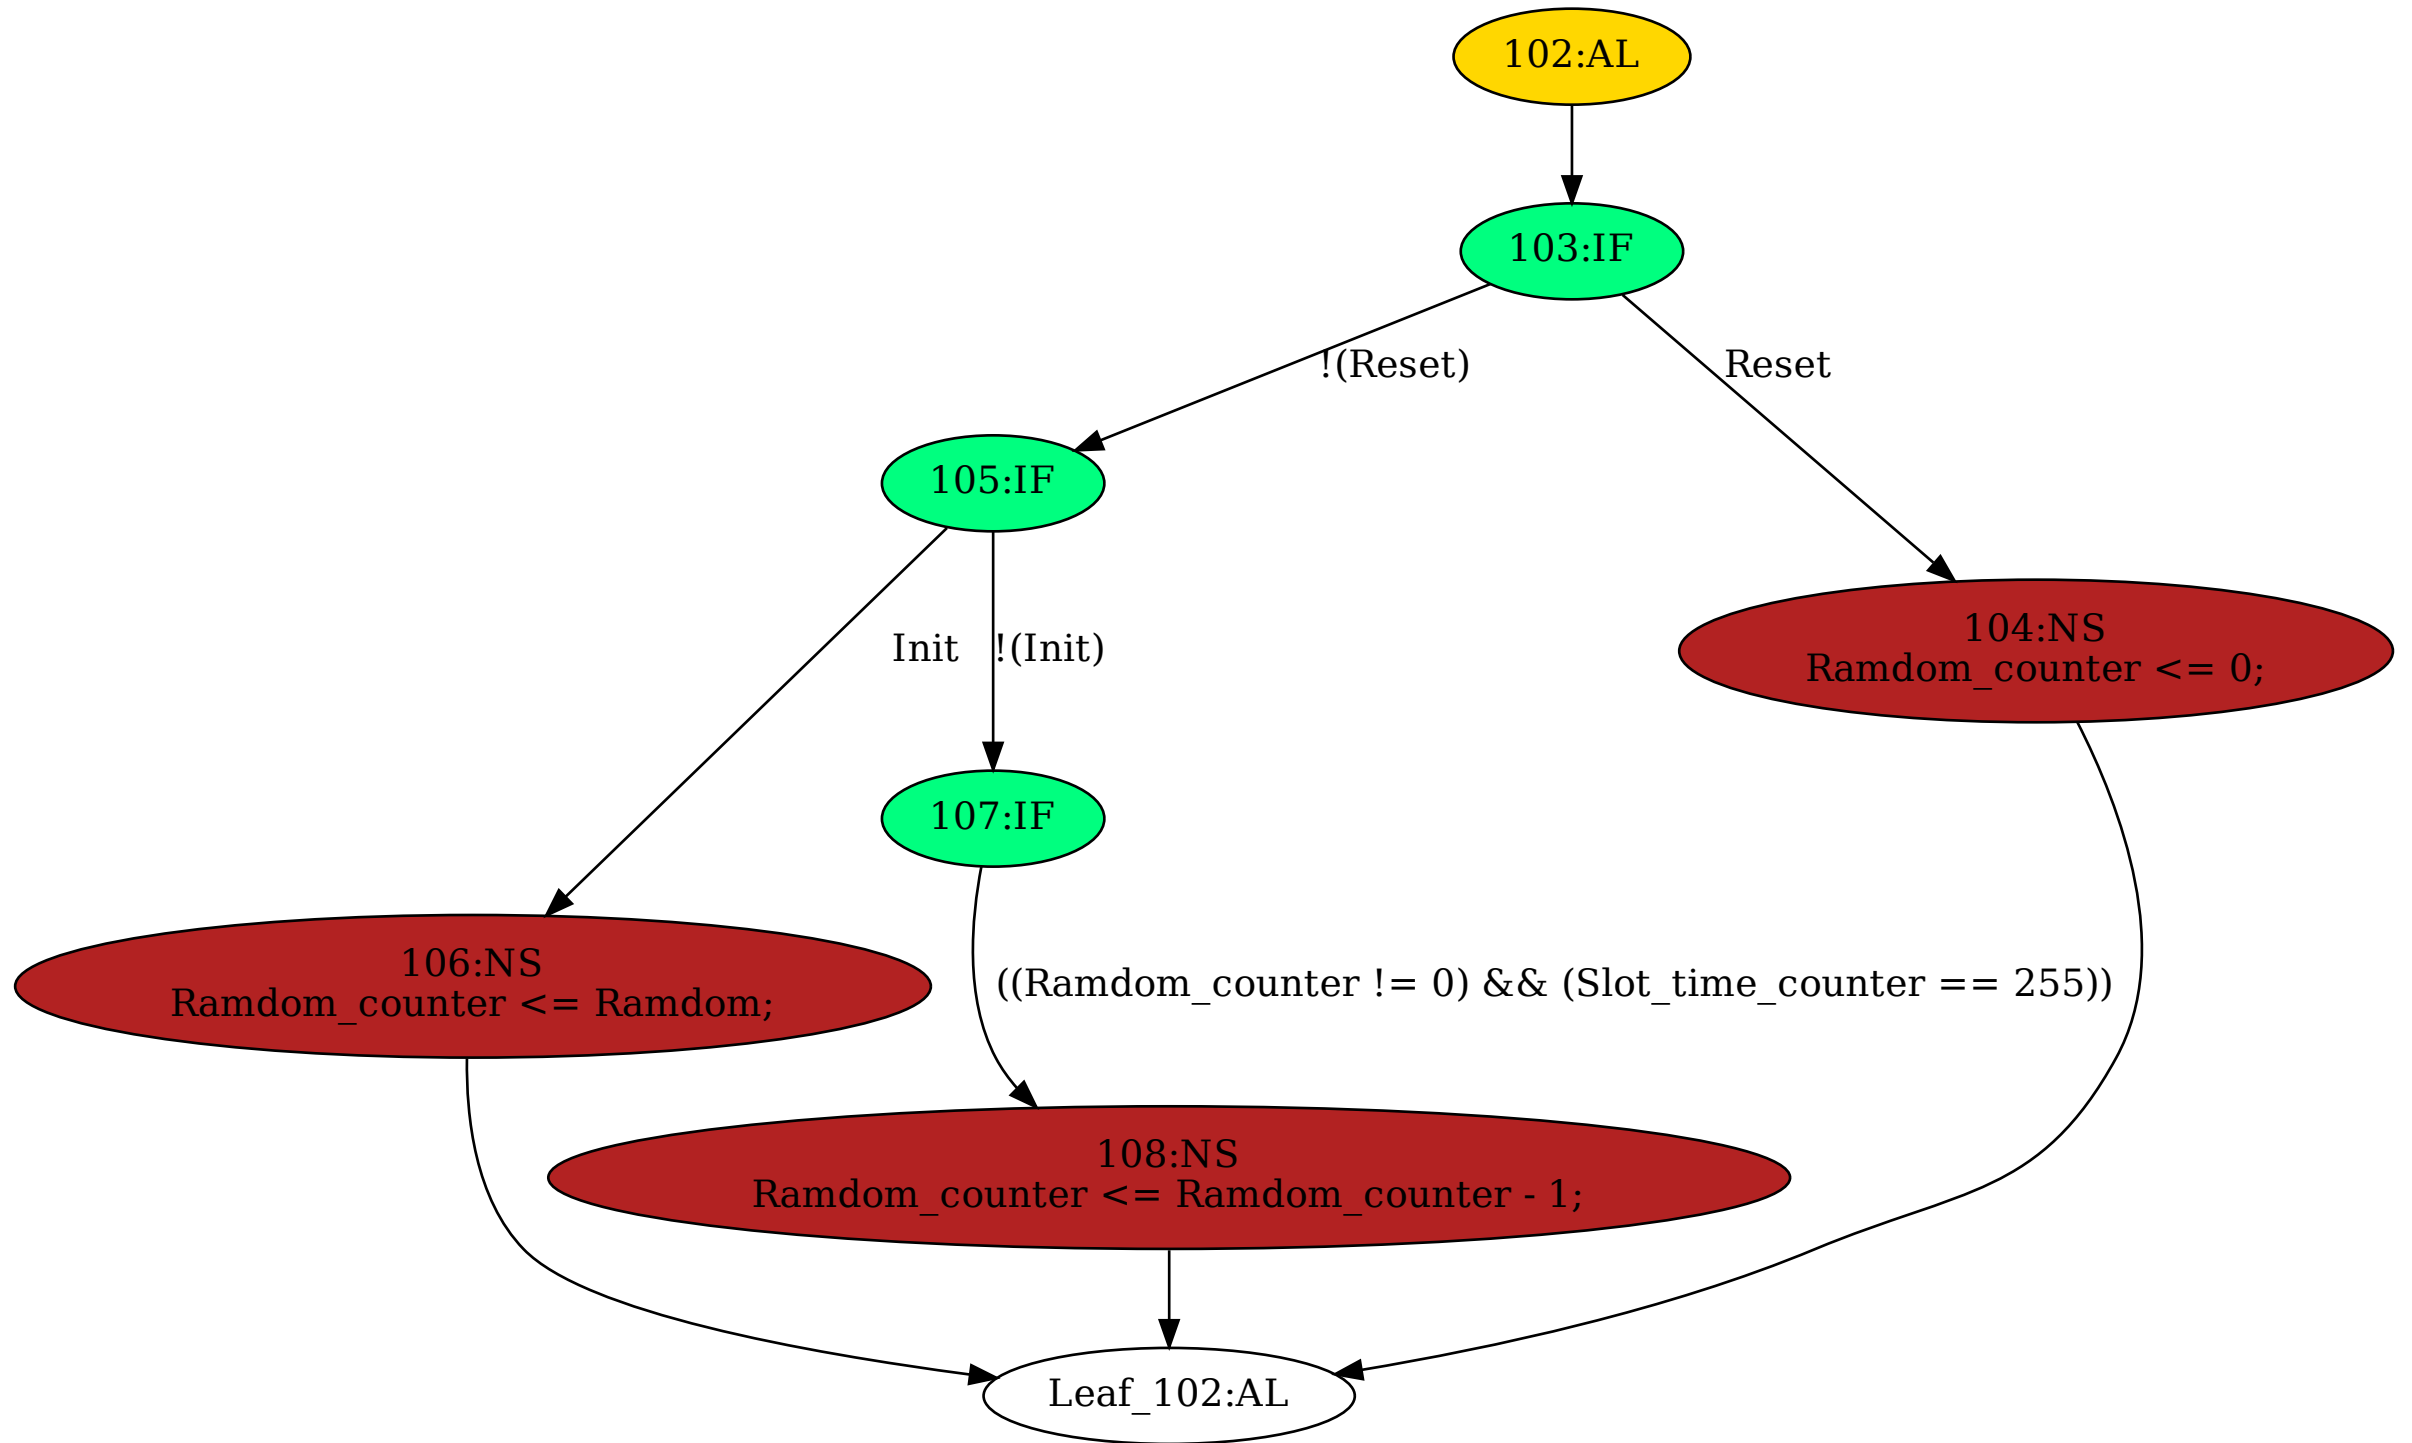 102:AL
103:IF
!(Reset)
Reset
105:IF
104:NS
Ramdom_counter <= 0;
Init
!(Init)
107:IF
106:NS
Ramdom_counter <= Ramdom;
((Ramdom_counter != 0) && (Slot_time_counter == 255))
108:NS
Ramdom_counter <= Ramdom_counter - 1;
Leaf_102:AL